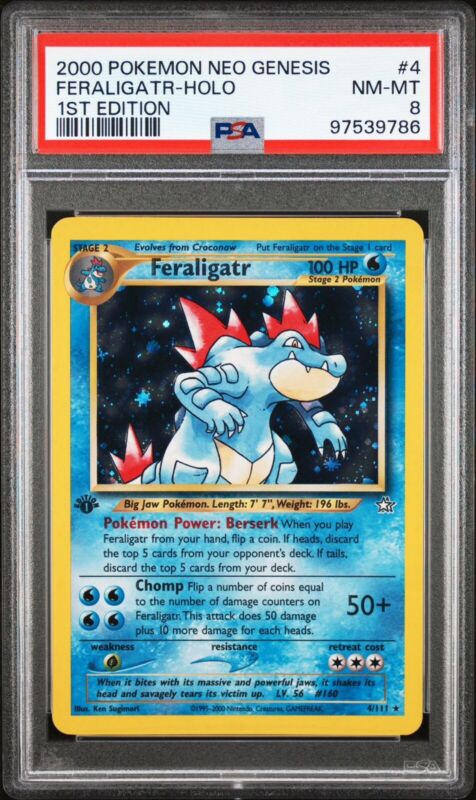 2000 POKEMON NEO GENESIS #4
FERALIGATR-HOLO NM-MT
1ST EDITION 8
PSA 97539786
STAGE 2 Evolves from Croconaw Put Feraligatr on the Stage 1 card
Feraligatr 100 HP
Stage 2 Pokémon
EDITION
1
Big Jaw Pokémon. Length: 7' 7", Weight: 196 lbs.
Pokémon Power: Berserk When you play
Feraligatr from your hand, flip a coin. If heads, discard
the top 5 cards from your opponent's deck. If tails,
discard the top 5 cards from your deck.
Chomp Flip a number of coins equal
to the number of damage counters on
Feraligatr. This attack does 50 damage
plus 10 more damage for each heads.
50+
weakness resistance retreat cost
When it bites with its massive and powerful jaws, it shakes its
head and savagely tears its victim up. LV. 56 #160
Illus. Ken Sugimori ©1995-2000 Nintendo, Creatures, GAMEFREAK. 4/111 ★
PSA